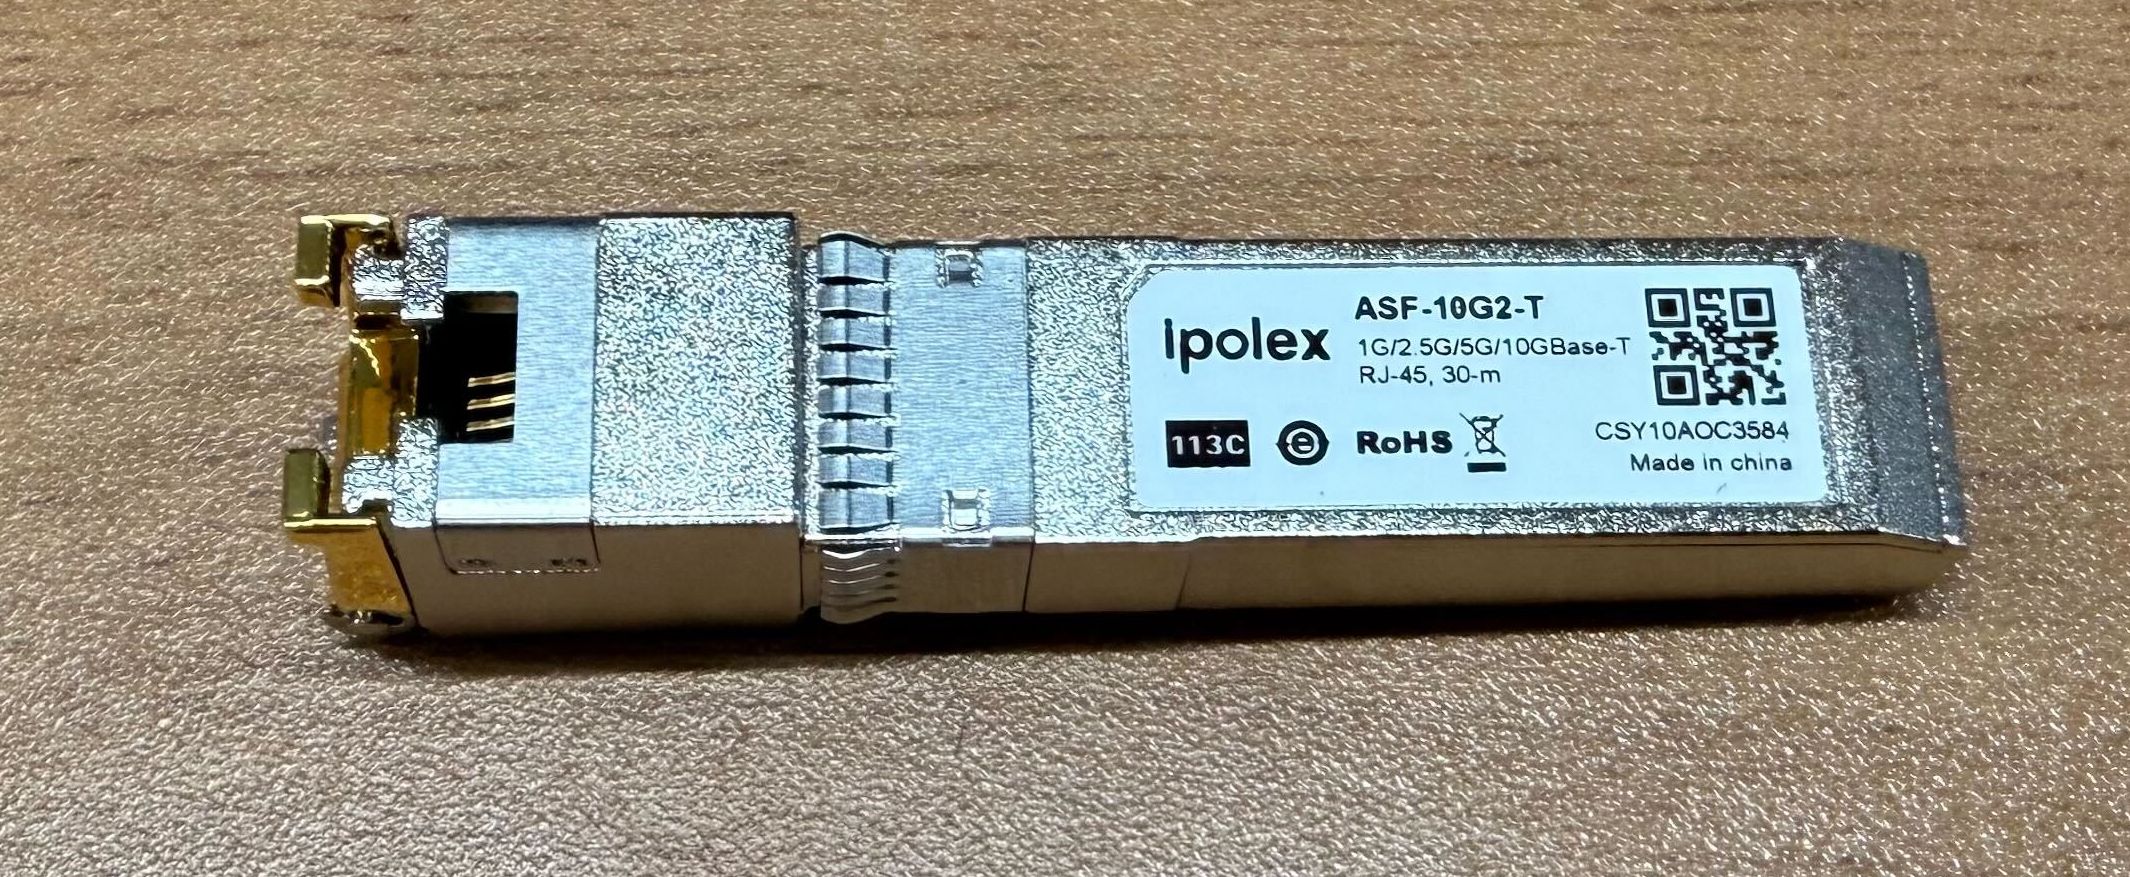 ipolex
ASF-10G2-T
1G/2.5G/5G/10GBase-T
RJ-45, 30-m
113C
e
RoHS
CSY10AOC3584
Made in china